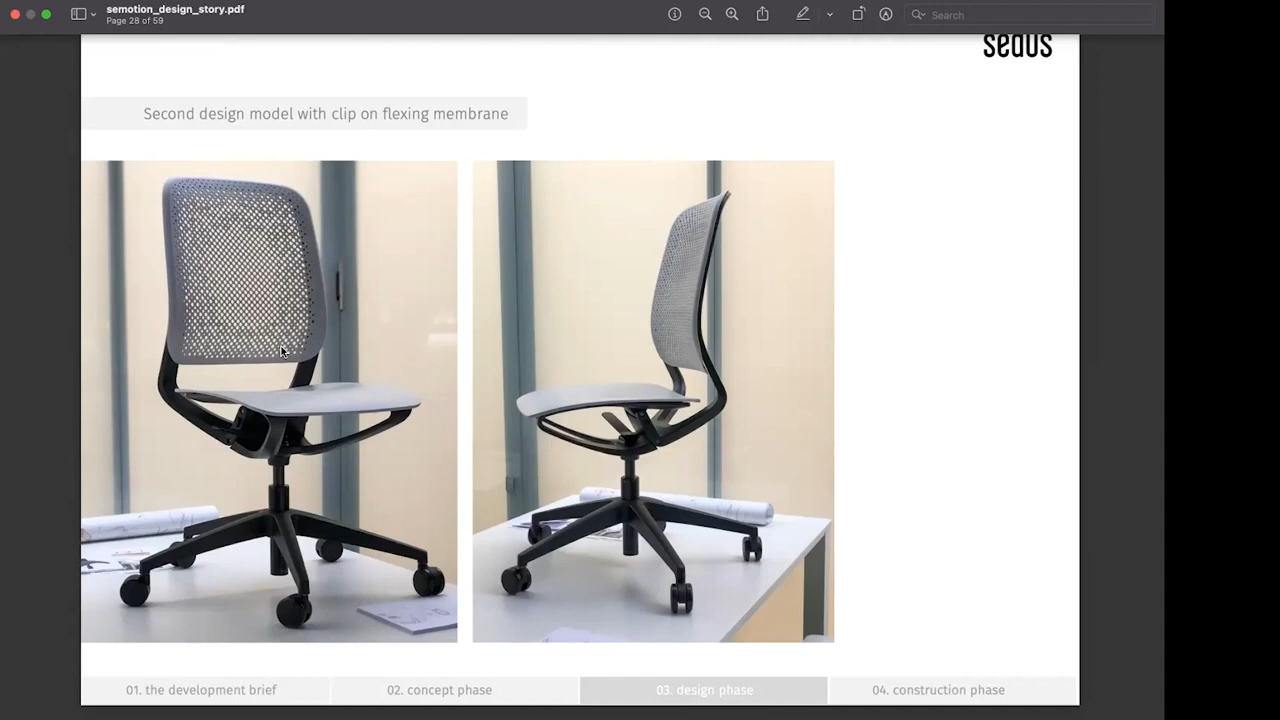 semotion_design_story.pdf
Page 28 of 59
Search
sedus
Second design model with clip on flexing membrane
01. the development brief
02. concept phase
03. design phase
04. construction phase